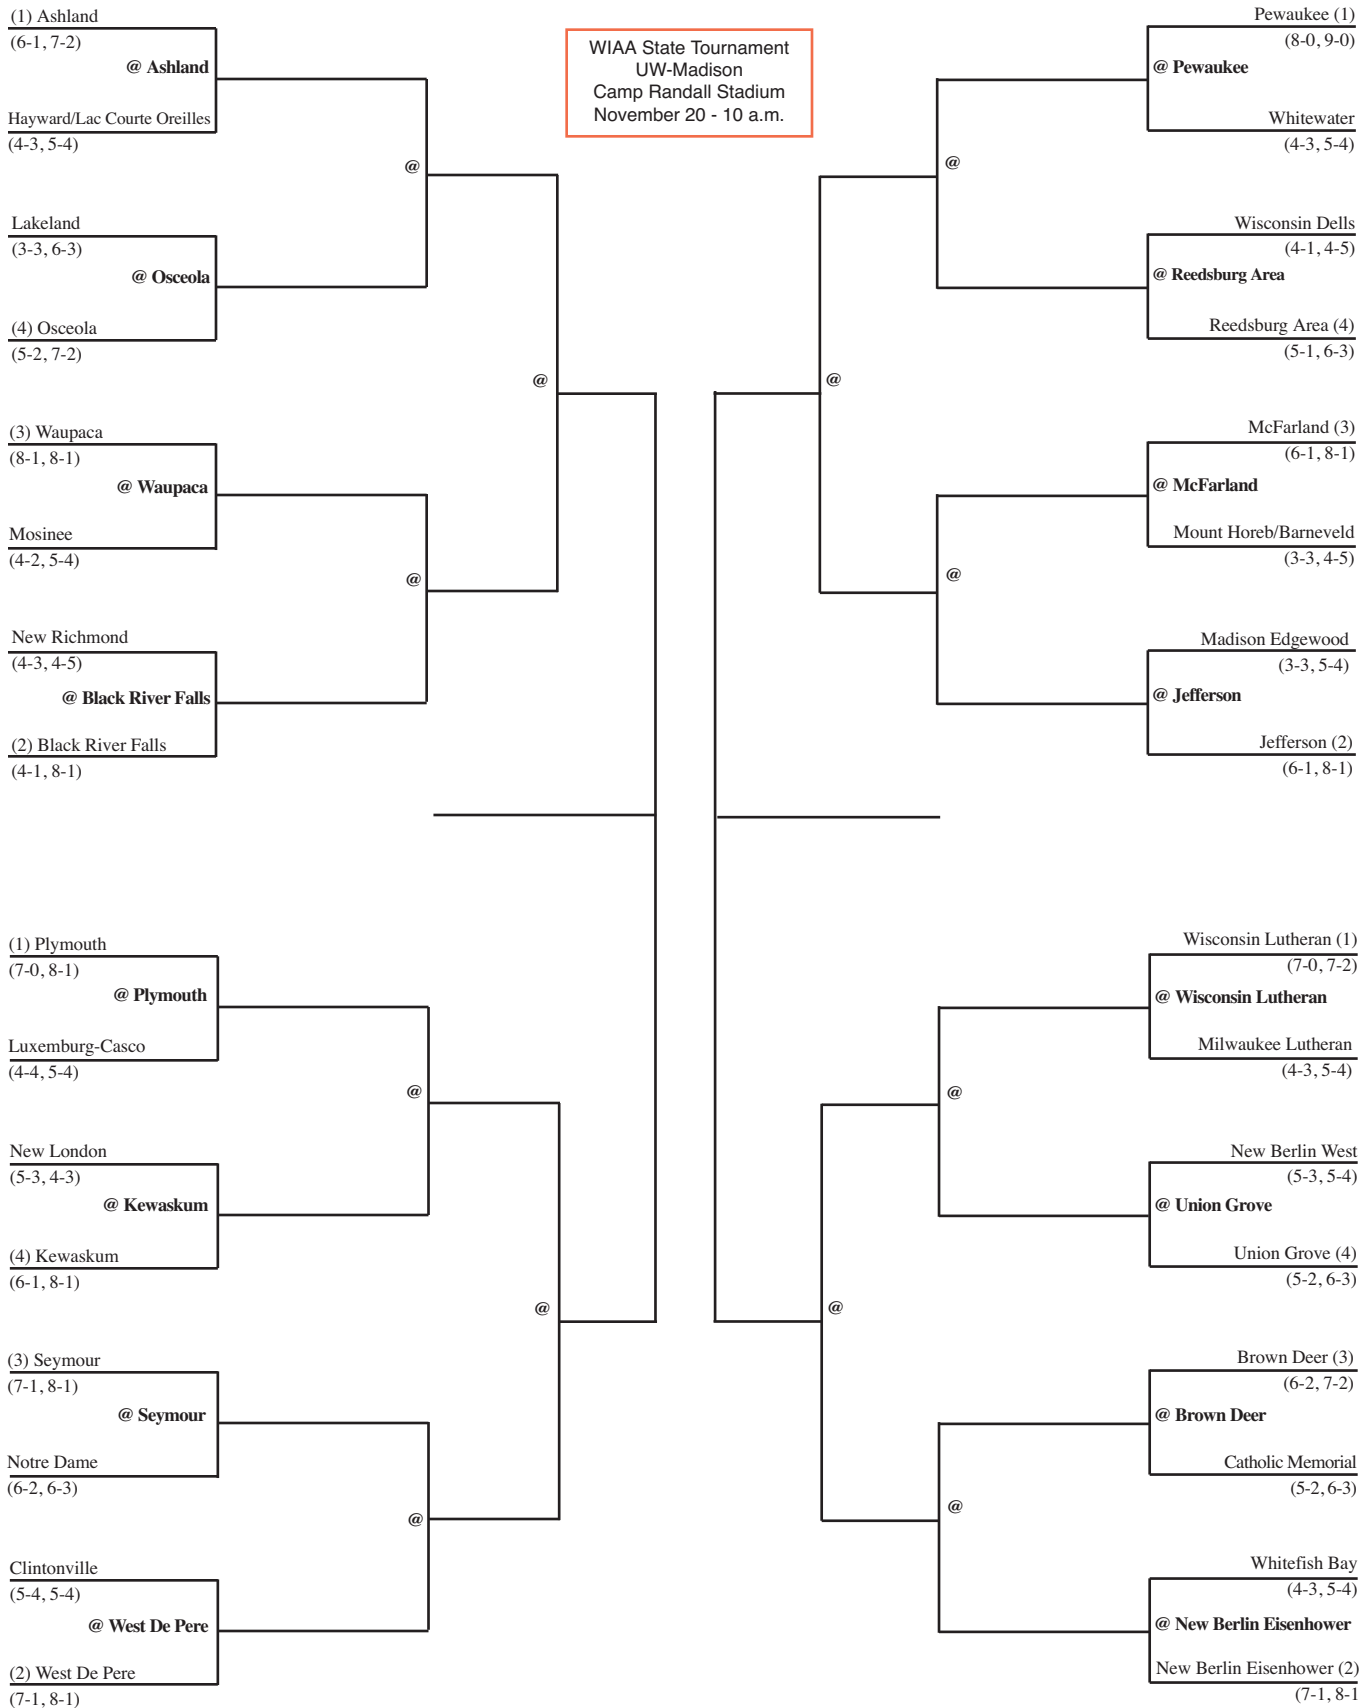 (1) Ashland
(6-1, 7-2)
@ Ashland
Hayward/Lac Courte Oreilles
(4-3, 5-4)
@
Lakeland
(3-3, 6-3)
@ Osceola
(4) Osceola
(5-2, 7-2)
@
(3) Waupaca
(8-1, 8-1)
@ Waupaca
Mosinee
(4-2, 5-4)
@
New Richmond
(4-3, 4-5)
@ Black River Falls
(2) Black River Falls
(4-1, 8-1)
(1) Plymouth
(7-0, 8-1)
@ Plymouth
Luxemburg-Casco
(4-4, 5-4)
@
New London
(5-3, 4-3)
@ Kewaskum
(4) Kewaskum
(6-1, 8-1)
@
(3) Seymour
(7-1, 8-1)
@ Seymour
Notre Dame
(6-2, 6-3)
@
Clintonville
(5-4, 5-4)
@ West De Pere
(2) West De Pere
(7-1, 8-1)
WIAA State Tournament
UW-Madison
Camp Randall Stadium
November 20 - 10 a.m.
Pewaukee (1)
(8-0, 9-0)
@ Pewaukee
Whitewater
(4-3, 5-4)
@
Wisconsin Dells
(4-1, 4-5)
@ Reedsburg Area
Reedsburg Area (4)
(5-1, 6-3)
@
McFarland (3)
(6-1, 8-1)
@ McFarland
Mount Horeb/Barneveld
(3-3, 4-5)
@
Madison Edgewood
(3-3, 5-4)
@ Jefferson
Jefferson (2)
(6-1, 8-1)
Wisconsin Lutheran (1)
(7-0, 7-2)
@ Wisconsin Lutheran
Milwaukee Lutheran
(4-3, 5-4)
@
New Berlin West
(5-3, 5-4)
@ Union Grove
Union Grove (4)
(5-2, 6-3)
@
Brown Deer (3)
(6-2, 7-2)
@ Brown Deer
Catholic Memorial
(5-2, 6-3)
@
Whitefish Bay
(4-3, 5-4)
@ New Berlin Eisenhower
New Berlin Eisenhower (2)
(7-1, 8-1